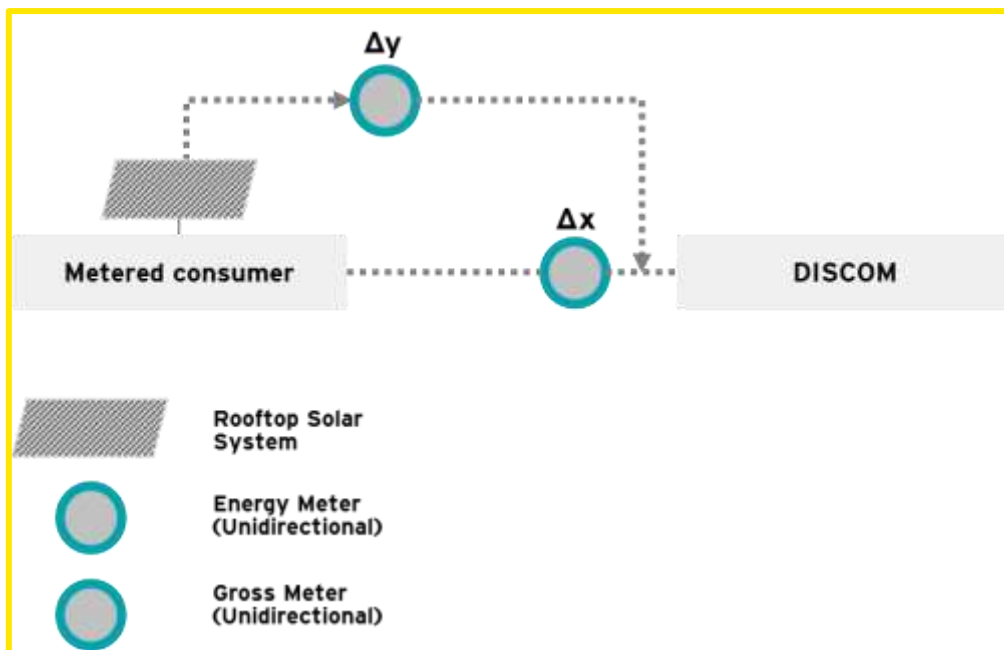 Δy
Δx
Metered consumer
DISCOM
Rooftop Solar
System
Energy Meter
(Unidirectional)
Gross Meter
(Unidirectional)